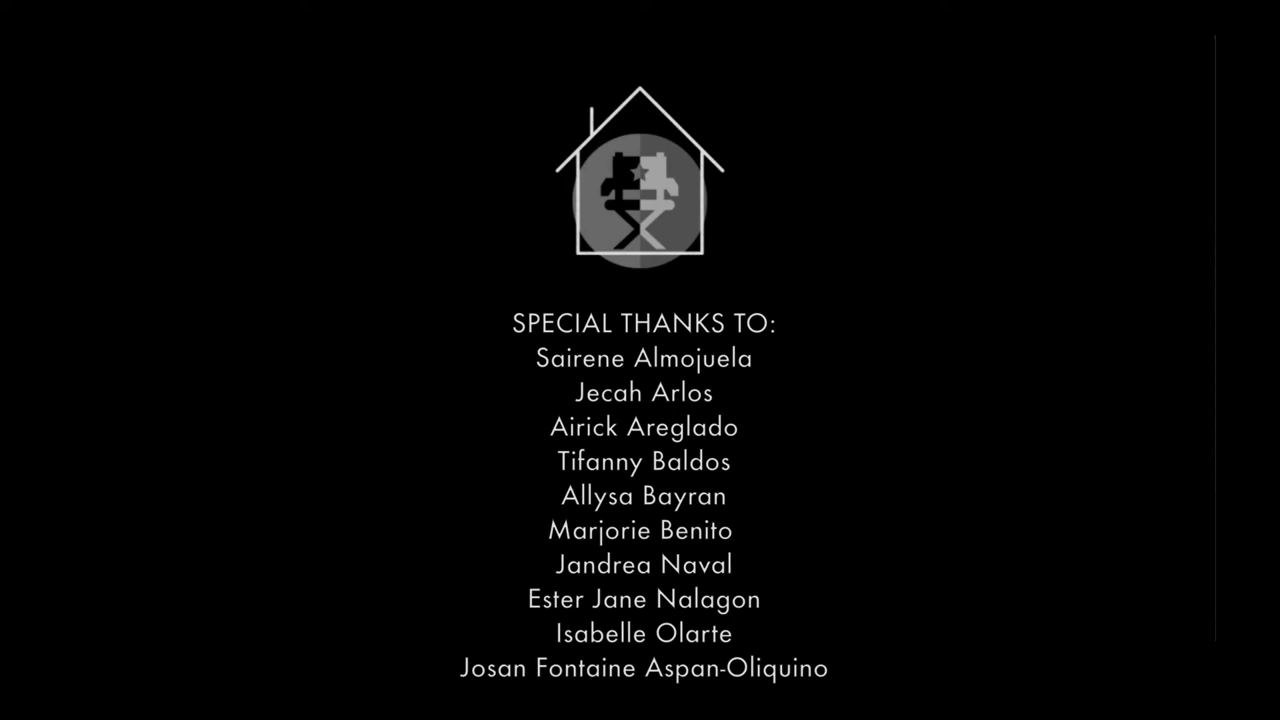 SPECIAL THANKS TO:
Sairene Almojuela
Jecah Arlos
Airick Areglado
Tifanny Baldos
Allysa Bayran
Marjorie Benito
Jandrea Naval
Ester Jane Nalagon
Isabelle Olarte
Josan Fontaine Aspan-Oliquino